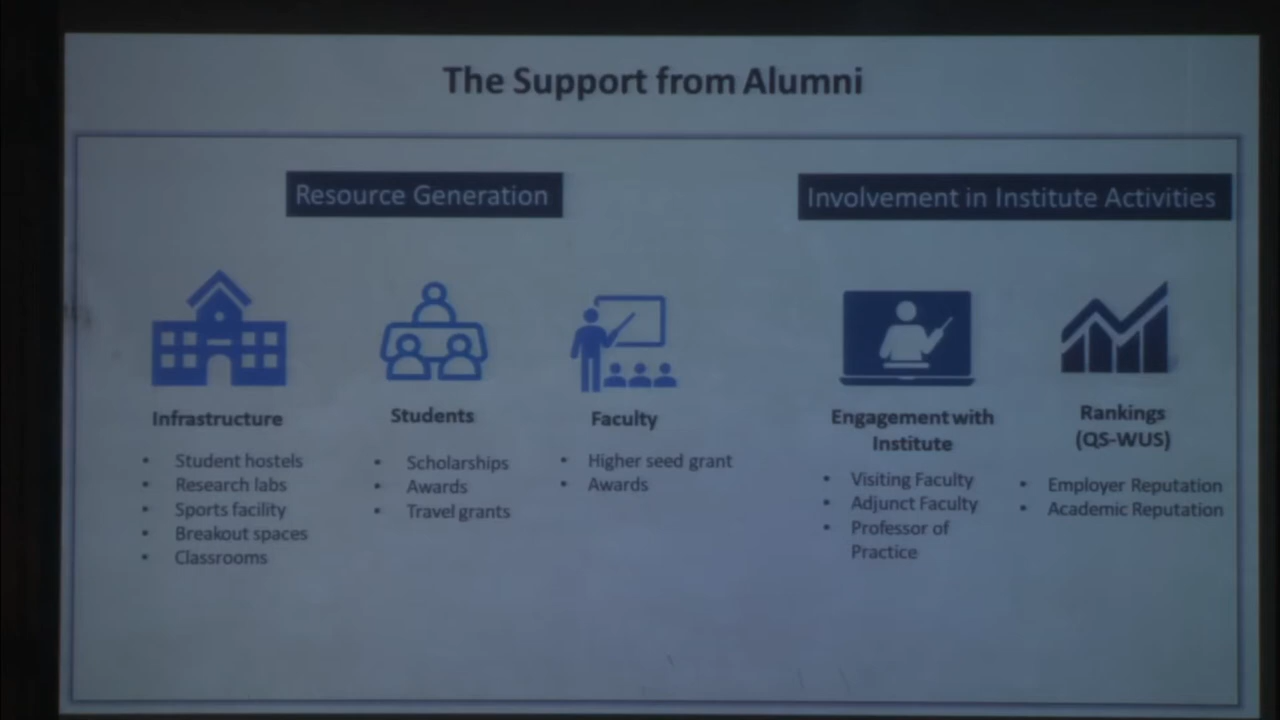 The Support from Alumni
Resource Generation
Involvement in Institute Activities
Infrastructure
• Student hostels
• Research labs
• Sports facility
• Breakout spaces
• Classrooms
Students
• Scholarships
• Awards
• Travel grants
Faculty
• Higher seed grant
• Awards
Engagement with
Institute
• Visiting Faculty
• Adjunct Faculty
• Professor of
Practice
Rankings
(QS-WUS)
• Employer Reputation
• Academic Reputation